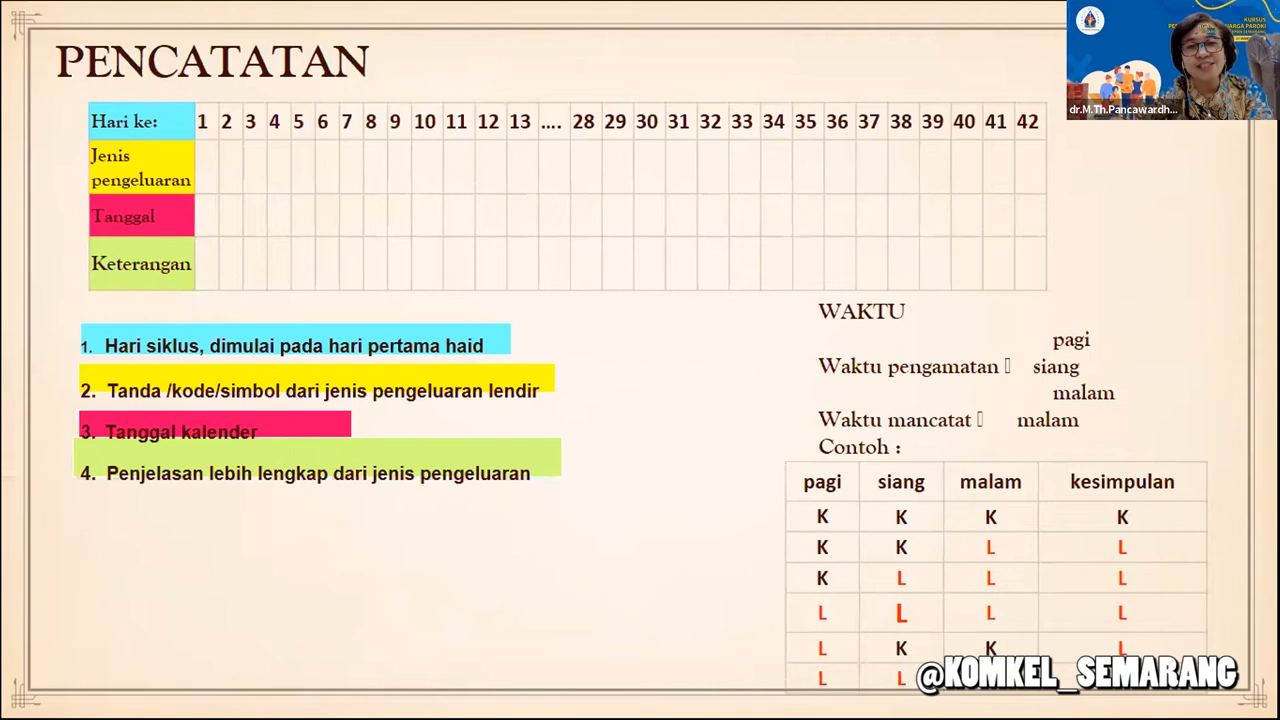 PENCATATAN
Hari ke: 1 2 3 4 5 6 7 8 9 10 11 12 13 .... 28 29 30 31 32 33 34 35 36 37 38 39 40 41 42
Jenis
pengeluaran
Tanggal
Keterangan
1. Hari siklus, dimulai pada hari pertama haid
2. Tanda /kode/simbol dari jenis pengeluaran lendir
3. Tanggal kalender
4. Penjelasan lebih lengkap dari jenis pengeluaran
WAKTU
pagi
Waktu pengamatan siang
malam
Waktu mancatat malam
Contoh :
pagi siang malam kesimpulan
K K K K
K K L L
K L L L
L L L L
L K K L
L L
@KOMKEL_SEMARANG
KURSUS
dr.M.Th.Pancawardh...